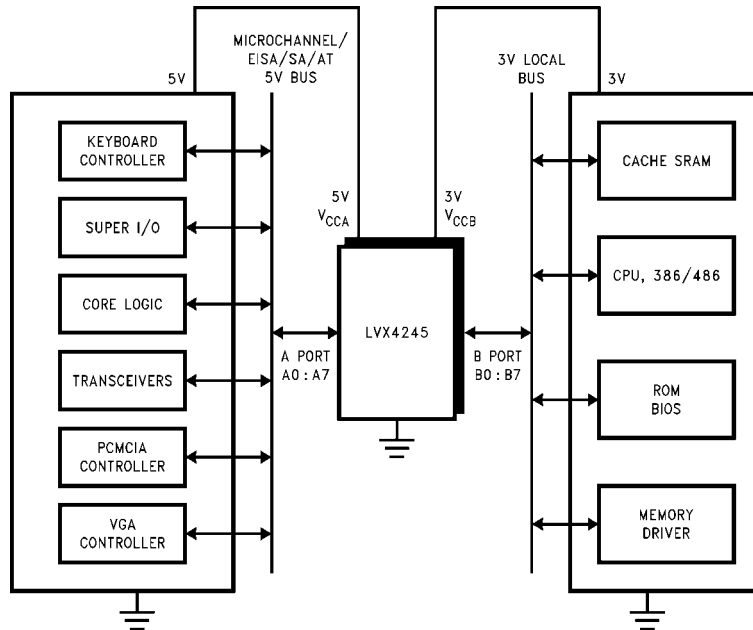 MICROCHANNEL/
EISA/SA/AT
5V BUS
5V
3V LOCAL
BUS
3V
KEYBOARD
CONTROLLER
SUPER I/O
CORE LOGIC
TRANSCEIVERS
PCMCIA
CONTROLLER
VGA
CONTROLLER
5V
VCCA
3V
VCCB
LVX4245
A PORT
A0:A7
B PORT
B0:B7
CACHE SRAM
CPU, 386/486
ROM
BIOS
MEMORY
DRIVER